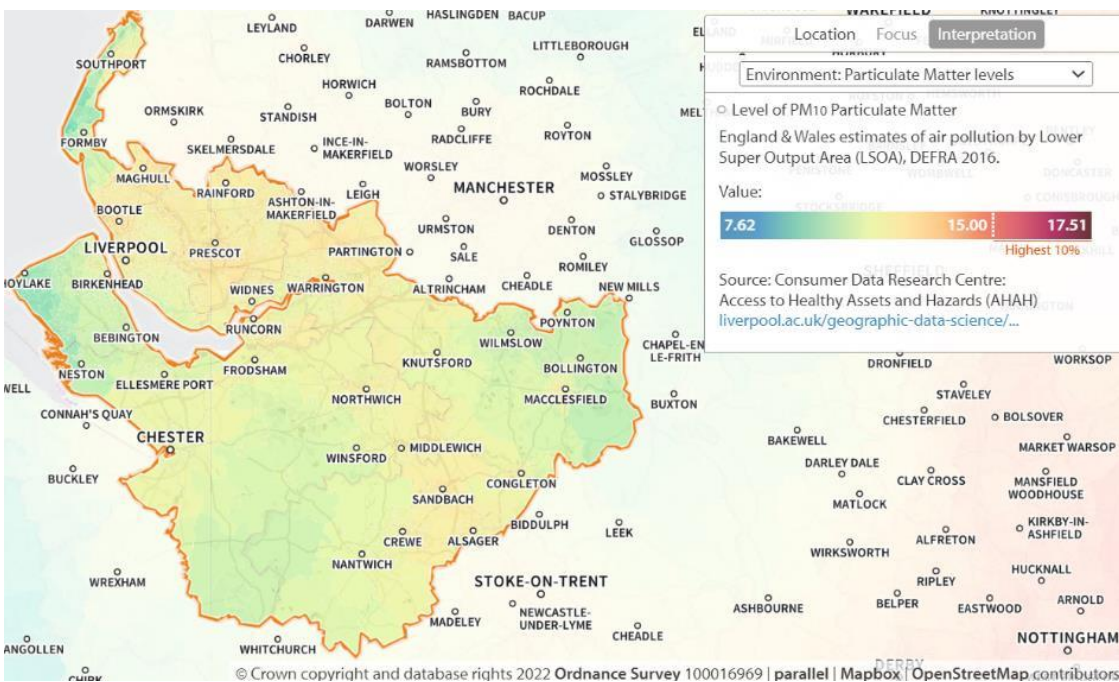 HASLINGDEN
BACUP
DARWEN
LEYLAND
SOUTHPORT
CHORLEY
RAMSBOTTOM
LITTLEBOROUGH
HORWICH
ROCHDALE
BOLTON
BURY
ORMSKIRK
STANDISH
FORMBY
SKELMERSDALE
INCE-IN-
MAKERFIELD
RADCLIFFE
ROYTON
MAGHULL
RAINFORD
ASHTON-IN-
MAKERFIELD
LEIGH
WORSLEY
MANCHESTER
MOSSLEY
STALYBRIDGE
BOOTLE
LIVERPOOL
PRESCOT
PARTINGTON
URMSTON
SALE
DENTON
GLOSSOP
ROMILEY
HOYLAKE
BIRKENHEAD
WIDNES
WARRINGTON
ALTRINCHAM
CHEADLE
NEW MILLS
BEBINGTON
RUNCORN
POYNTON
WILMSLOW
NESTON
ELLESMERE PORT
FRODSHAM
KNUTSFORD
BOLLINGTON
CHAPEL-EN
LE-FRITH
WELL
CONNAH'S QUAY
NORTHWICH
MACCLESFIELD
BUXTON
CHESTER
BUCKLEY
WINSFORD
MIDDLEWICH
SANDBACH
CONGLETON
BIDDULPH
LEEK
CREWE
ALSAGER
NANTWICH
WREXHAM
STOKE-ON-TRENT
NEWCASTLE-
UNDER-LYME
MADELEY
CHEADLE
WHITCHURCH
ANGOLLEN
CHIRK
WAKEFIELD
KNOTTINGLEY
Location Focus Interpretation
Environment: Particulate Matter levels
Level of PM10 Particulate Matter
England & Wales estimates of air pollution by Lower
Super Output Area (LSOA), DEFRA 2016.
Value:
7.62 15.00 17.51
Highest 10%
Source: Consumer Data Research Centre:
Access to Healthy Assets and Hazards (AHAH)
liverpool.ac.uk/geographic-data-science/...
DONCASTER
STOCKSBRIDGE
SHEFFIELD
DRONFIELD
WORKSOP
STAVELEY
CHESTERFIELD
BOLSOVER
BAKEWELL
MARKET WARSOP
DARLEY DALE
CLAY CROSS
MANSFIELD
WOODHOUSE
MATLOCK
KIRKBY-IN-
ASHFIELD
WIRKSWORTH
ALFRETON
HUCKNALL
RIPLEY
ASHBOURNE
BELPER
EASTWOOD
ARNOLD
NOTTINGHAM
DERBY
© Crown copyright and database rights 2022 Ordnance Survey 100016969 | parallel | Mapbox | OpenStreetMap contributors